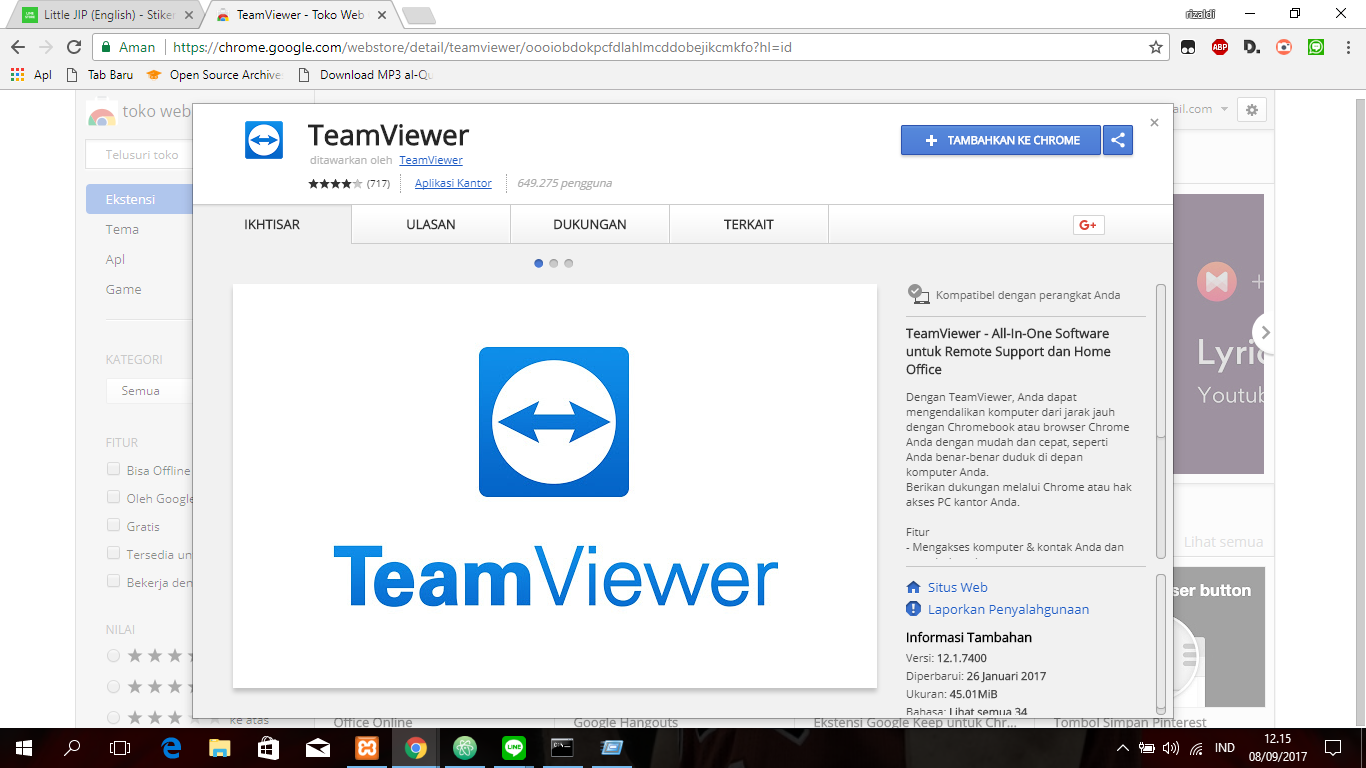 Little JIP (English) - Stiker
TeamViewer - Toko Web
rizaldi
Aman
https://chrome.google.com/webstore/detail/teamviewer/oooiobdokpcfdlahlmcddobejikcmkfo?hl=id
ABP
D.
Apl
Tab Baru
Open Source Archive
Download MP3 al-Qu
toko web
ail.com
Telusuri toko
Ekstensi
Tema
Apl
Game
KATEGORI
Semua
FITUR
Bisa Offline
Oleh Google
Gratis
Tersedia un
Bekerja den
NILAI
ke atas
TeamViewer
ditawarkan oleh TeamViewer
(717)
Aplikasi Kantor
649.275 pengguna
TAMBAHKAN KE CHROME
IKHTISAR
ULASAN
DUKUNGAN
TERKAIT
G+
TeamViewer
Kompatibel dengan perangkat Anda
TeamViewer - All-In-One Software
untuk Remote Support dan Home
Office
Dengan TeamViewer, Anda dapat
mengendalikan komputer dari jarak jauh
dengan Chromebook atau browser Chrome
Anda dengan mudah dan cepat, seperti
Anda benar-benar duduk di depan
komputer Anda.
Berikan dukungan melalui Chrome atau hak
akses PC kantor Anda.
Fitur
- Mengakses komputer & kontak Anda dan
Situs Web
Laporkan Penyalahgunaan
Informasi Tambahan
Versi: 12.1.7400
Diperbarui: 26 Januari 2017
Ukuran: 45.01MiB
Bahasa: Lihat semua 34
Lyric
Youtub
Lihat semua
ser button
Office Online
Google Hangouts
Ekstensi Google Keep untuk Chr...
Tombol Simpan Pinterest
LINE
IND
12.15
08/09/2017